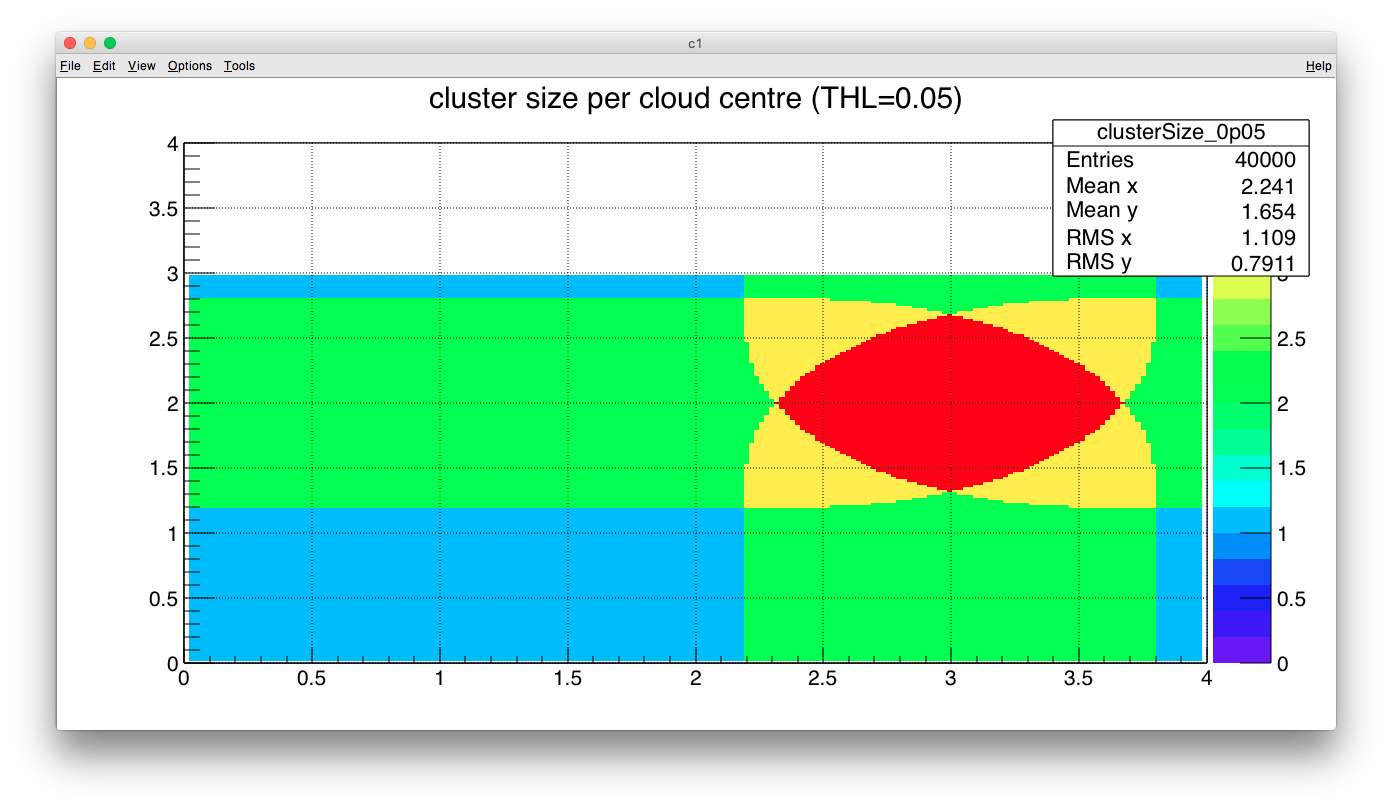 c1
File Edit View Options Tools Help
cluster size per cloud centre (THL=0.05)
clusterSize_0p05
Entries 40000
Mean x 2.241
Mean y 1.654
RMS x 1.109
RMS y 0.7911
4
3.5
3
2.5
2
1.5
1
0.5
0
0 0.5 1 1.5 2 2.5 3 3.5 4
2.5
2
1.5
1
0.5
0